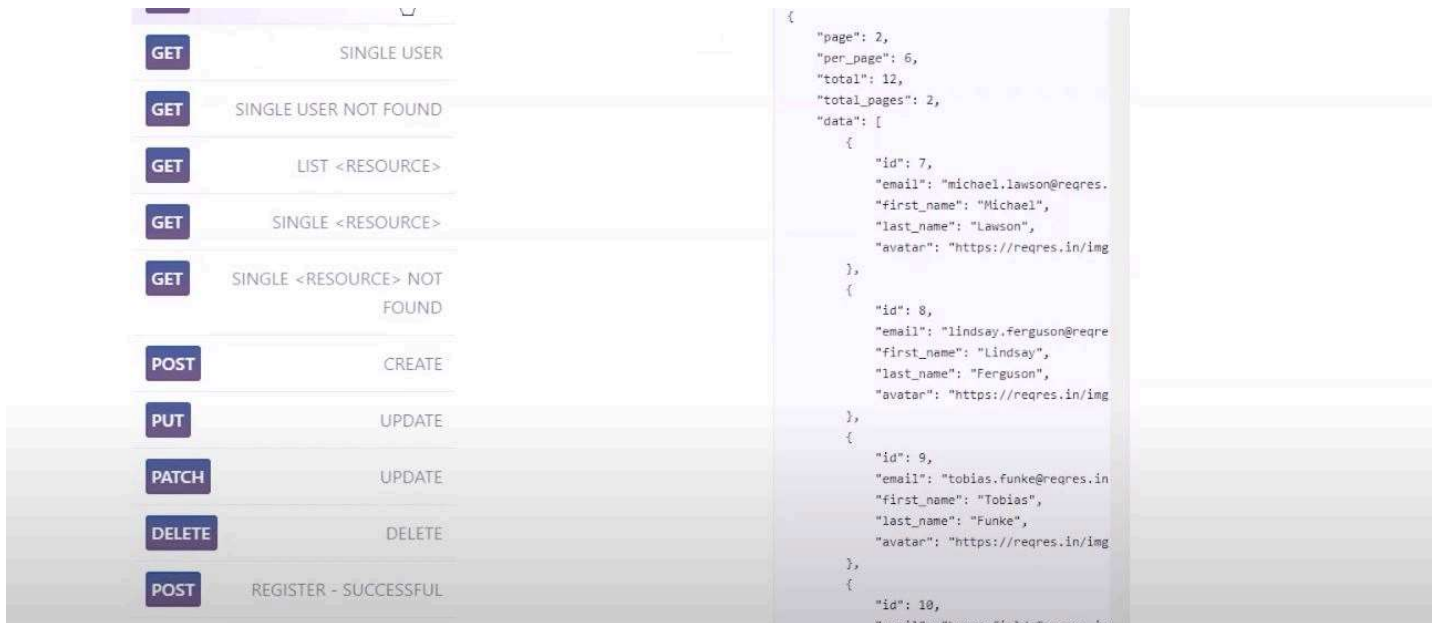 GET SINGLE USER
GET SINGLE USER NOT FOUND
GET LIST <RESOURCE>
GET SINGLE <RESOURCE>
GET SINGLE <RESOURCE> NOT
FOUND
POST CREATE
PUT UPDATE
PATCH UPDATE
DELETE DELETE
POST REGISTER - SUCCESSFUL
{
"page": 2,
"per_page": 6,
"total": 12,
"total_pages": 2,
"data": [
{
"id": 7,
"email": "michael.lawson@reqres.
"first_name": "Michael",
"last_name": "Lawson",
"avatar": "https://reqres.in/img
},
{
"id": 8,
"email": "lindsay.ferguson@reqre
"first_name": "Lindsay",
"last_name": "Ferguson",
"avatar": "https://reqres.in/img
},
{
"id": 9,
"email": "tobias.funke@reqres.in
"first_name": "Tobias",
"last_name": "Funke",
"avatar": "https://reqres.in/img
},
{
"id": 10,